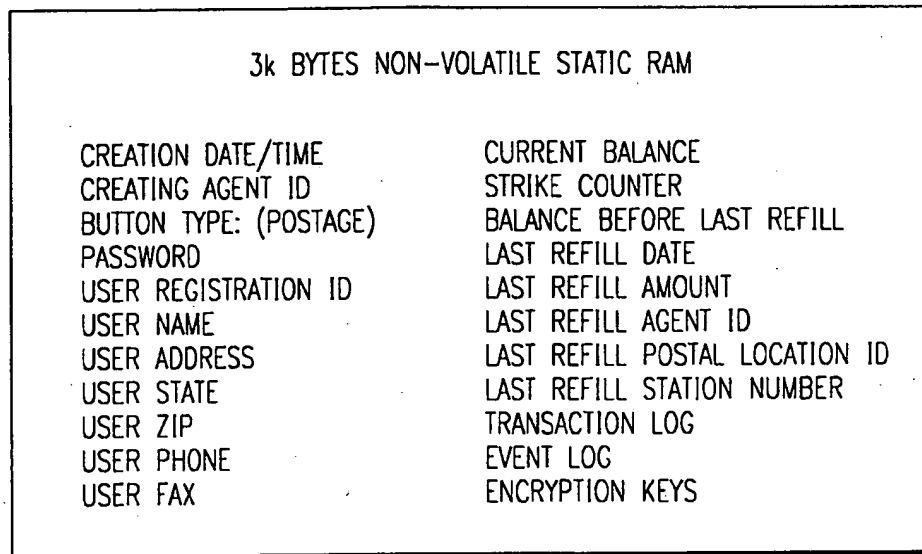 3k BYTES NON-VOLATILE STATIC RAM
CREATION DATE/TIME
CREATING AGENT ID
BUTTON TYPE: (POSTAGE)
PASSWORD
USER REGISTRATION ID
USER NAME
USER ADDRESS
USER STATE
USER ZIP
USER PHONE
USER FAX
CURRENT BALANCE
STRIKE COUNTER
BALANCE BEFORE LAST REFILL
LAST REFILL DATE
LAST REFILL AMOUNT
LAST REFILL AGENT ID
LAST REFILL POSTAL LOCATION ID
LAST REFILL STATION NUMBER
TRANSACTION LOG
EVENT LOG
ENCRYPTION KEYS